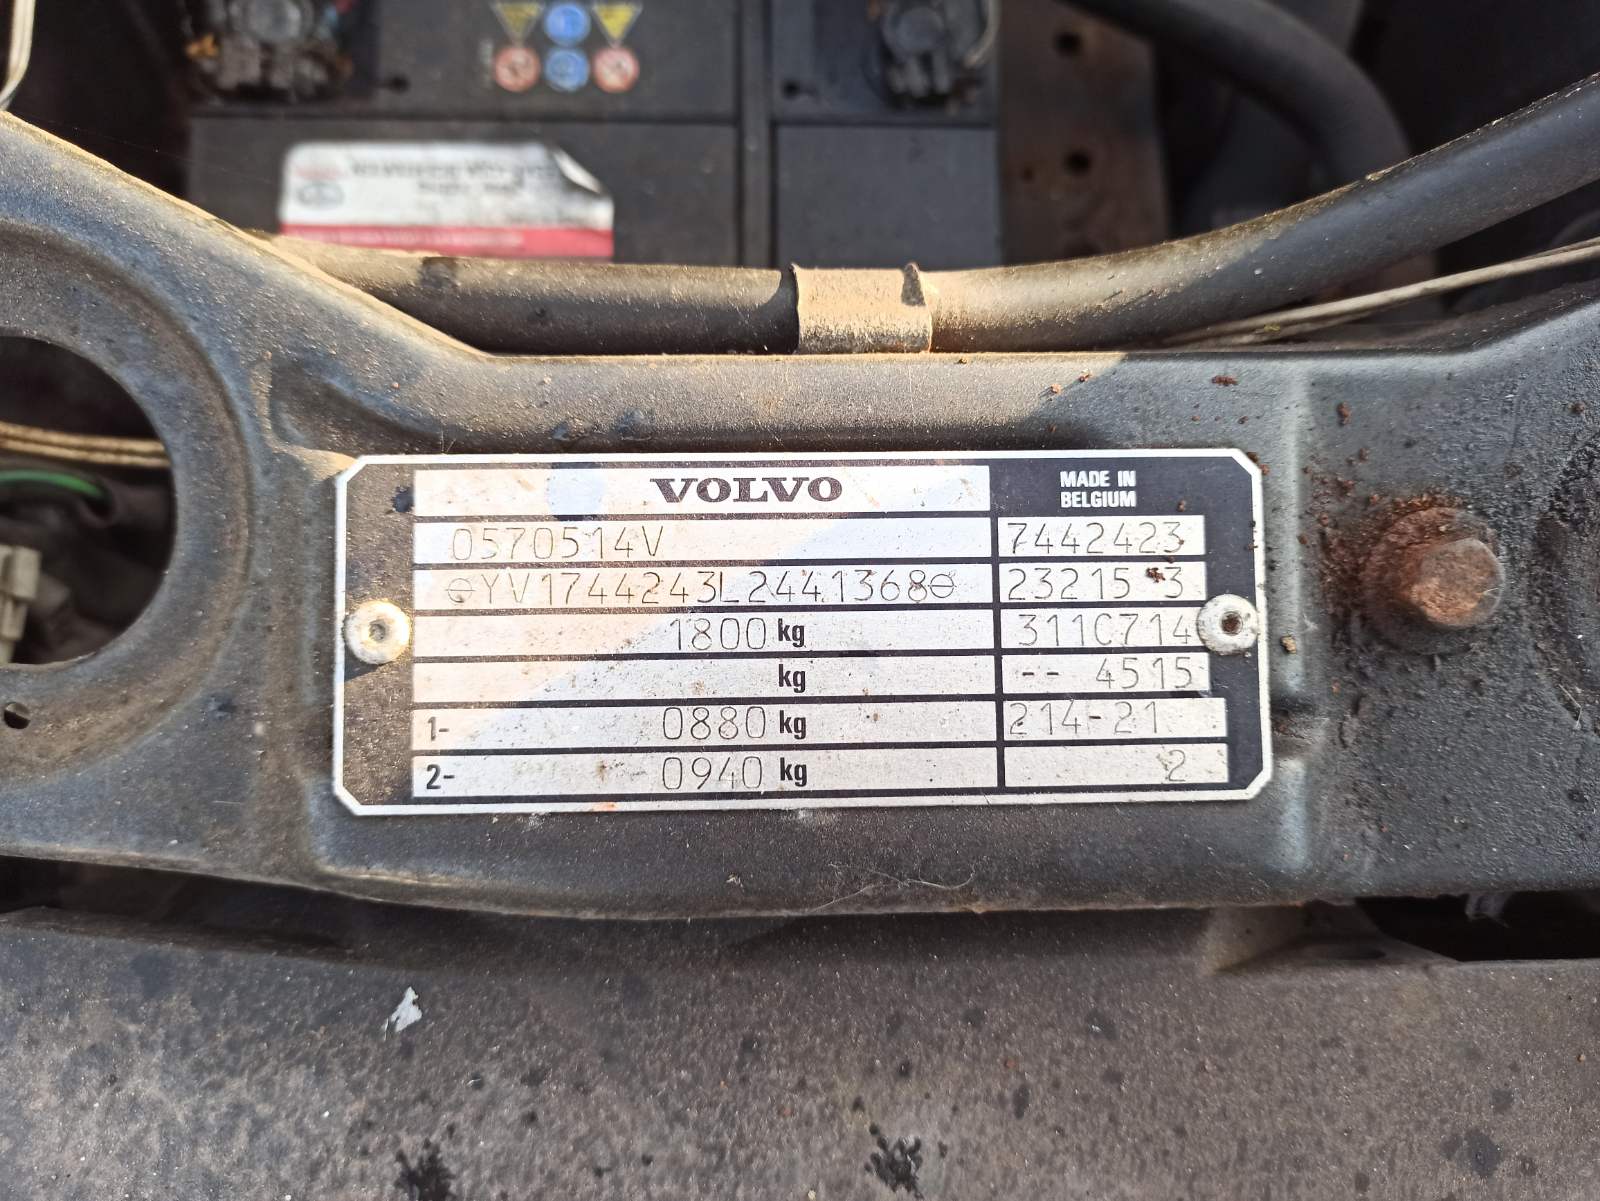 VOLVO
MADE IN
BELGIUM
0570514V 7442423
⊖YV1744243L2441368⊖ 23215 3
1800 kg 311C714
kg -- 4515
1- 0880 kg 214-21
2- 0940 kg 2